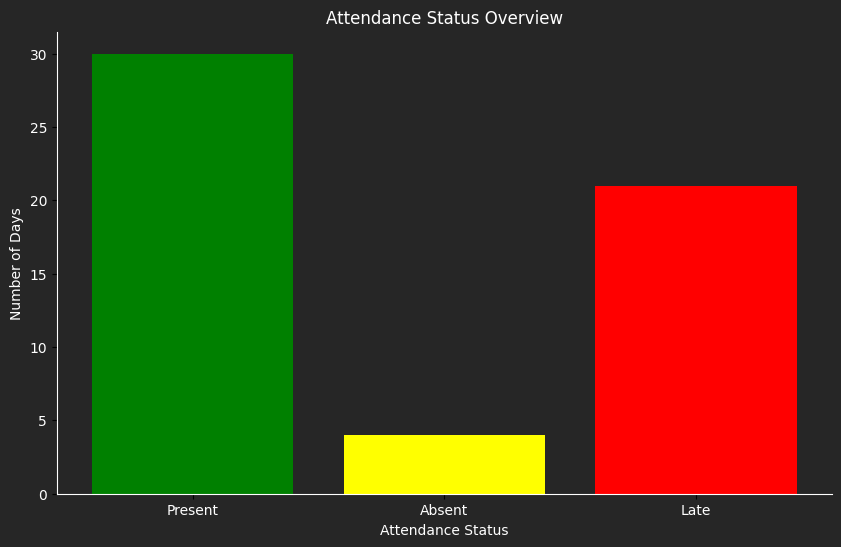 Attendance Status Overview
Number of Days
30
25
20
15
10
5
0
Present
Absent
Late
Attendance Status